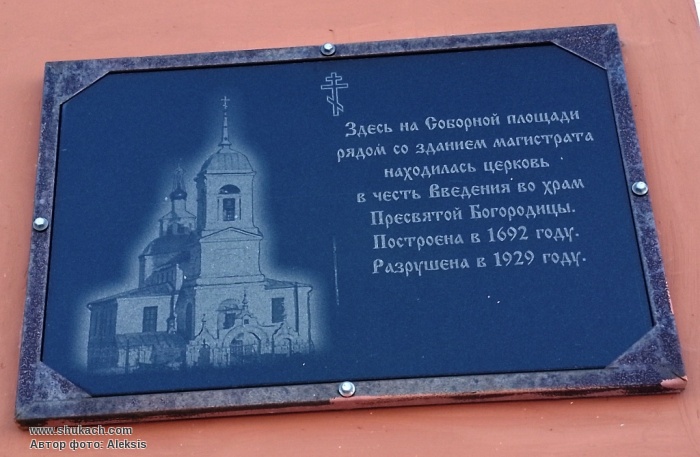 Здесь на Соборной площади
рядом со зданием магистрата
находилась церковь
в честь Введения во храм
Пресвятой Богородицы.
Построена в 1692 году.
Разрушена в 1929 году.
www.shukach.com
Автор фото: Aleksis